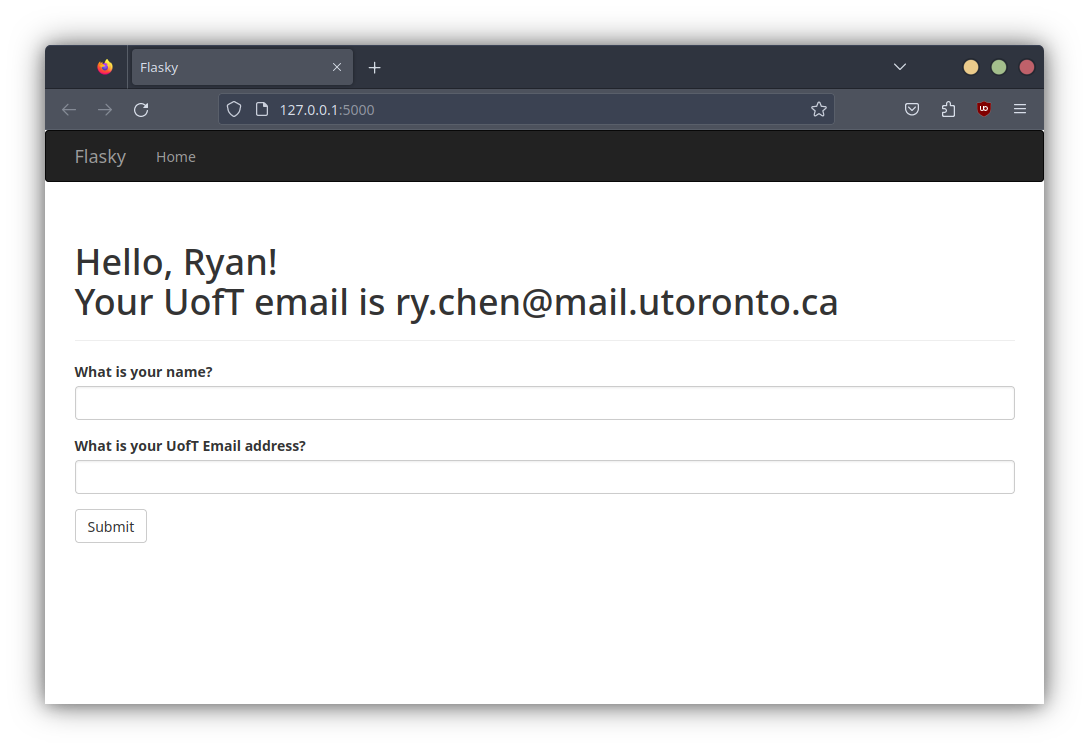 Flasky
127.0.0.1:5000
Flasky Home
Hello, Ryan!
Your UofT email is ry.chen@mail.utoronto.ca
What is your name?
What is your UofT Email address?
Submit